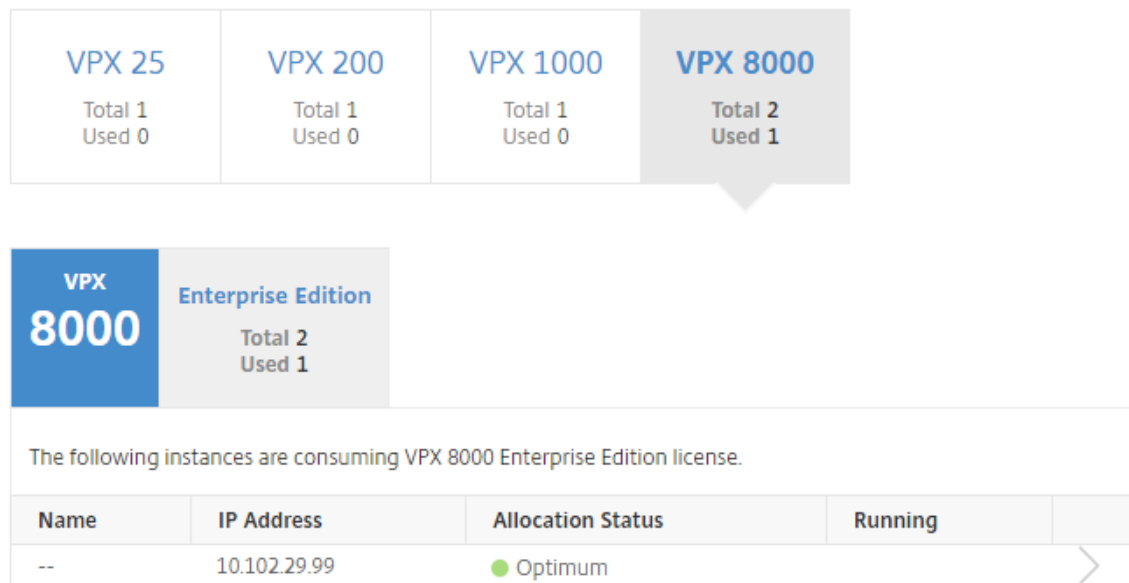 VPX 25 VPX 200 VPX 1000 VPX 8000
Total 1 Total 1 Total 1 Total 2
Used 0 Used 0 Used 0 Used 1
VPX
8000
Enterprise Edition
Total 2
Used 1
The following instances are consuming VPX 8000 Enterprise Edition license.
Name IP Address Allocation Status Running
-- 10.102.29.99 Optimum